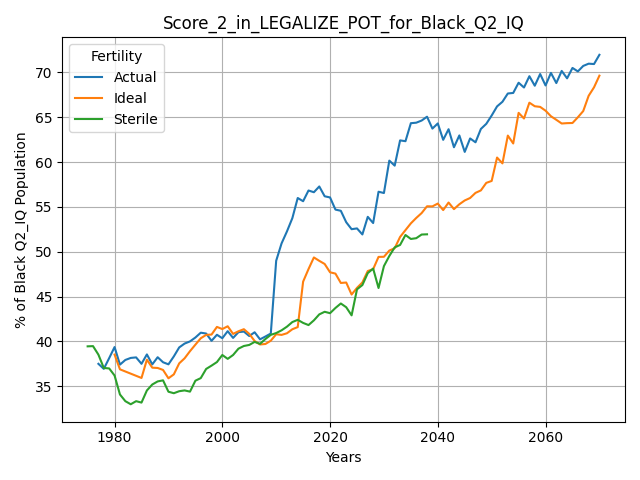 Score_2_in_LEGALIZE_POT_for_Black_Q2_IQ
Fertility
Actual
Ideal
Sterile
% of Black Q2_IQ Population
70
65
60
55
50
45
40
35
1980
2000
2020
2040
2060
Years